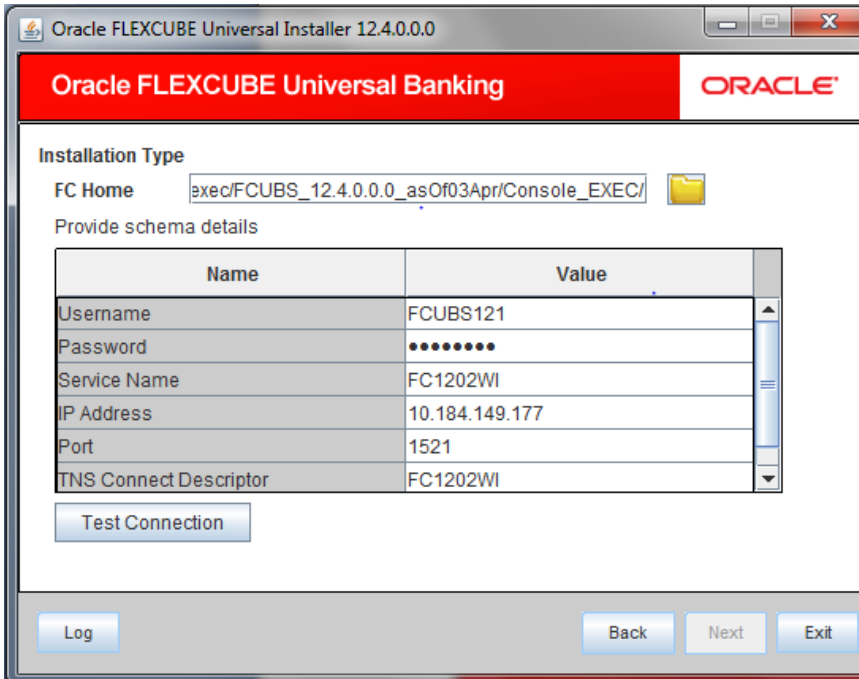 Oracle FLEXCUBE Universal Installer 12.4.0.0.0
Oracle FLEXCUBE Universal Banking
ORACLE
Installation Type
FC Home exec/FCUBS_12.4.0.0.0_asOf03Apr/Console_EXEC/
Provide schema details
Name Value
Username FCUBS121
Password ●●●●●●●●
Service Name FC1202WI
IP Address 10.184.149.177
Port 1521
TNS Connect Descriptor FC1202WI
Test Connection
Log Back Next Exit